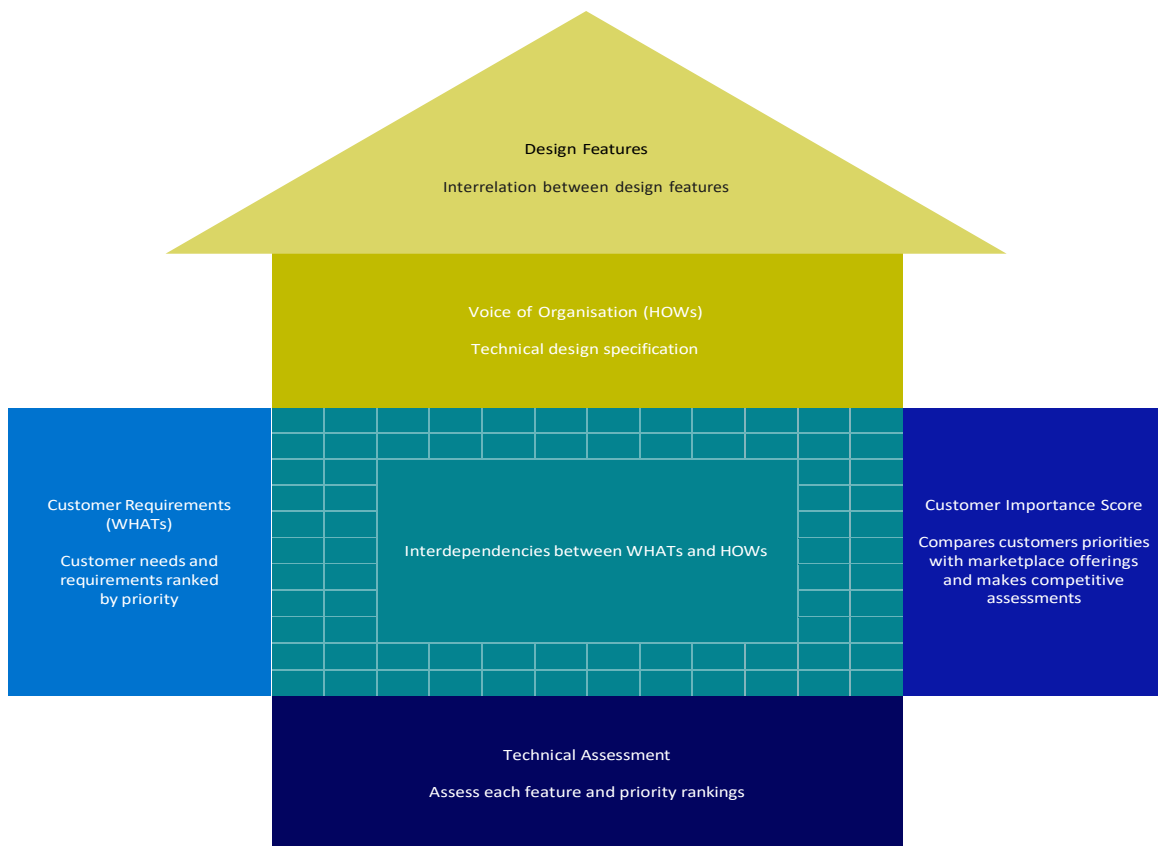 Design Features
Interrelation between design features
Voice of Organisation (HOWs)
Technical design specification
Customer Requirements
(WHATs)
Customer needs and
requirements ranked
by priority
Interdependencies between WHATs and HOWs
Customer Importance Score
Compares customers priorities
with marketplace offerings
and makes competitive
assessments
Technical Assessment
Assess each feature and priority rankings